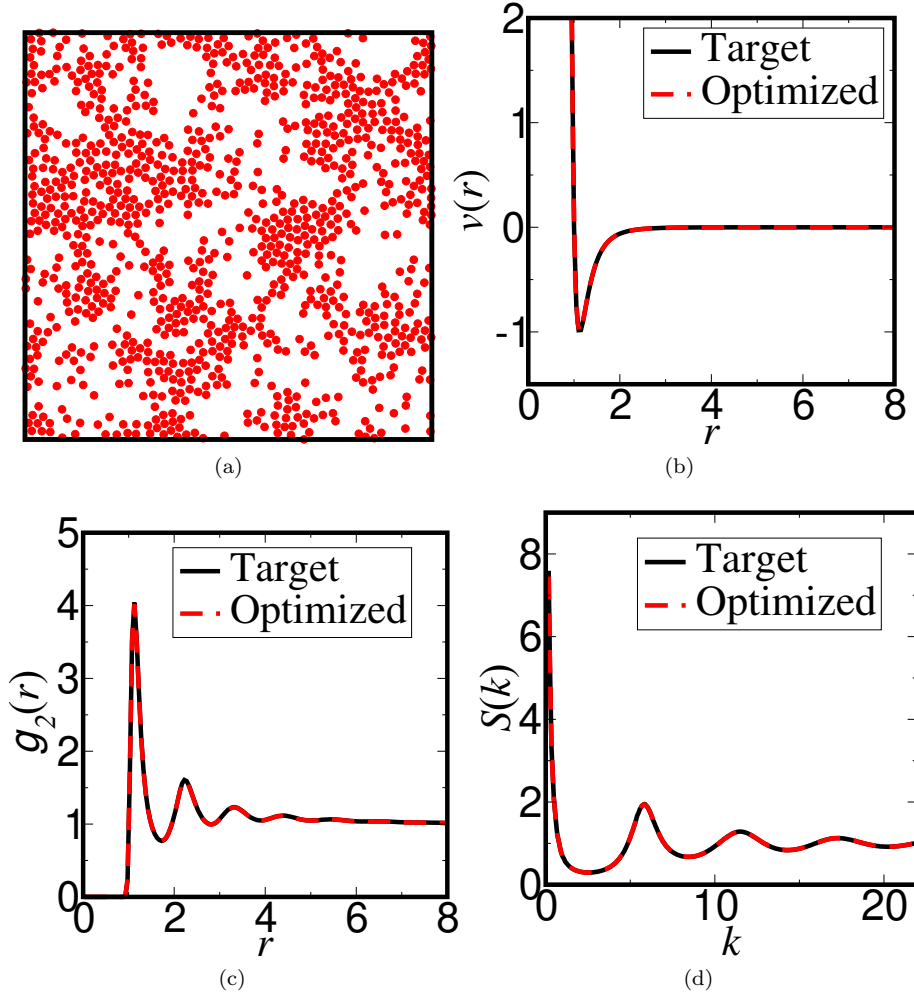 (a)
2
1
0
-1
v(r)
Target
Optimized
0 2 4 6 8
r
(b)
5
4
3
2
1
0
g2(r)
Target
Optimized
0 2 4 6 8
r
(c)
8
6
4
2
0
S(k)
Target
Optimized
0 10 20
k
(d)